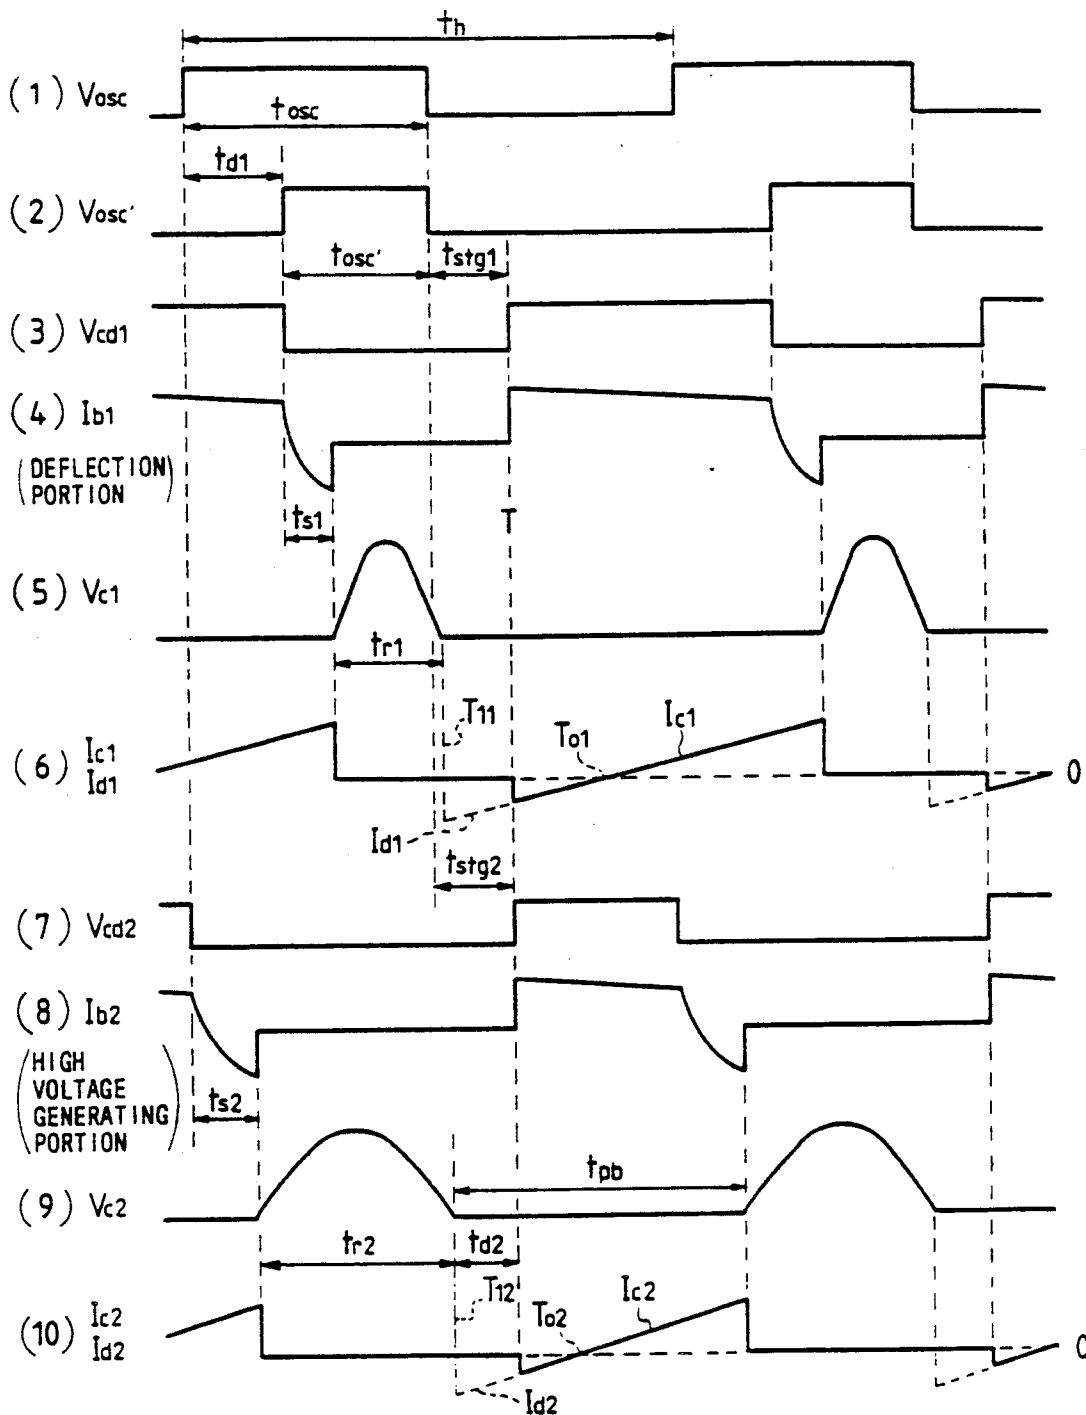 th
(1) Vosc
tosc
td1
(2) Vosc'
tosc'
tstg1
(3) Vcd1
(4) Ib1
(DEFLECTION
PORTION)
ts1
T
(5) Vc1
tr1
T11
To1
Ic1
(6) Ic1
Id1
0
Id1
tstg2
(7) Vcd2
(8) Ib2
(HIGH
VOLTAGE
GENERATING
PORTION)
ts2
tpb
(9) Vc2
tr2
td2
T12
To2
Ic2
(10) Ic2
Id2
0
Id2